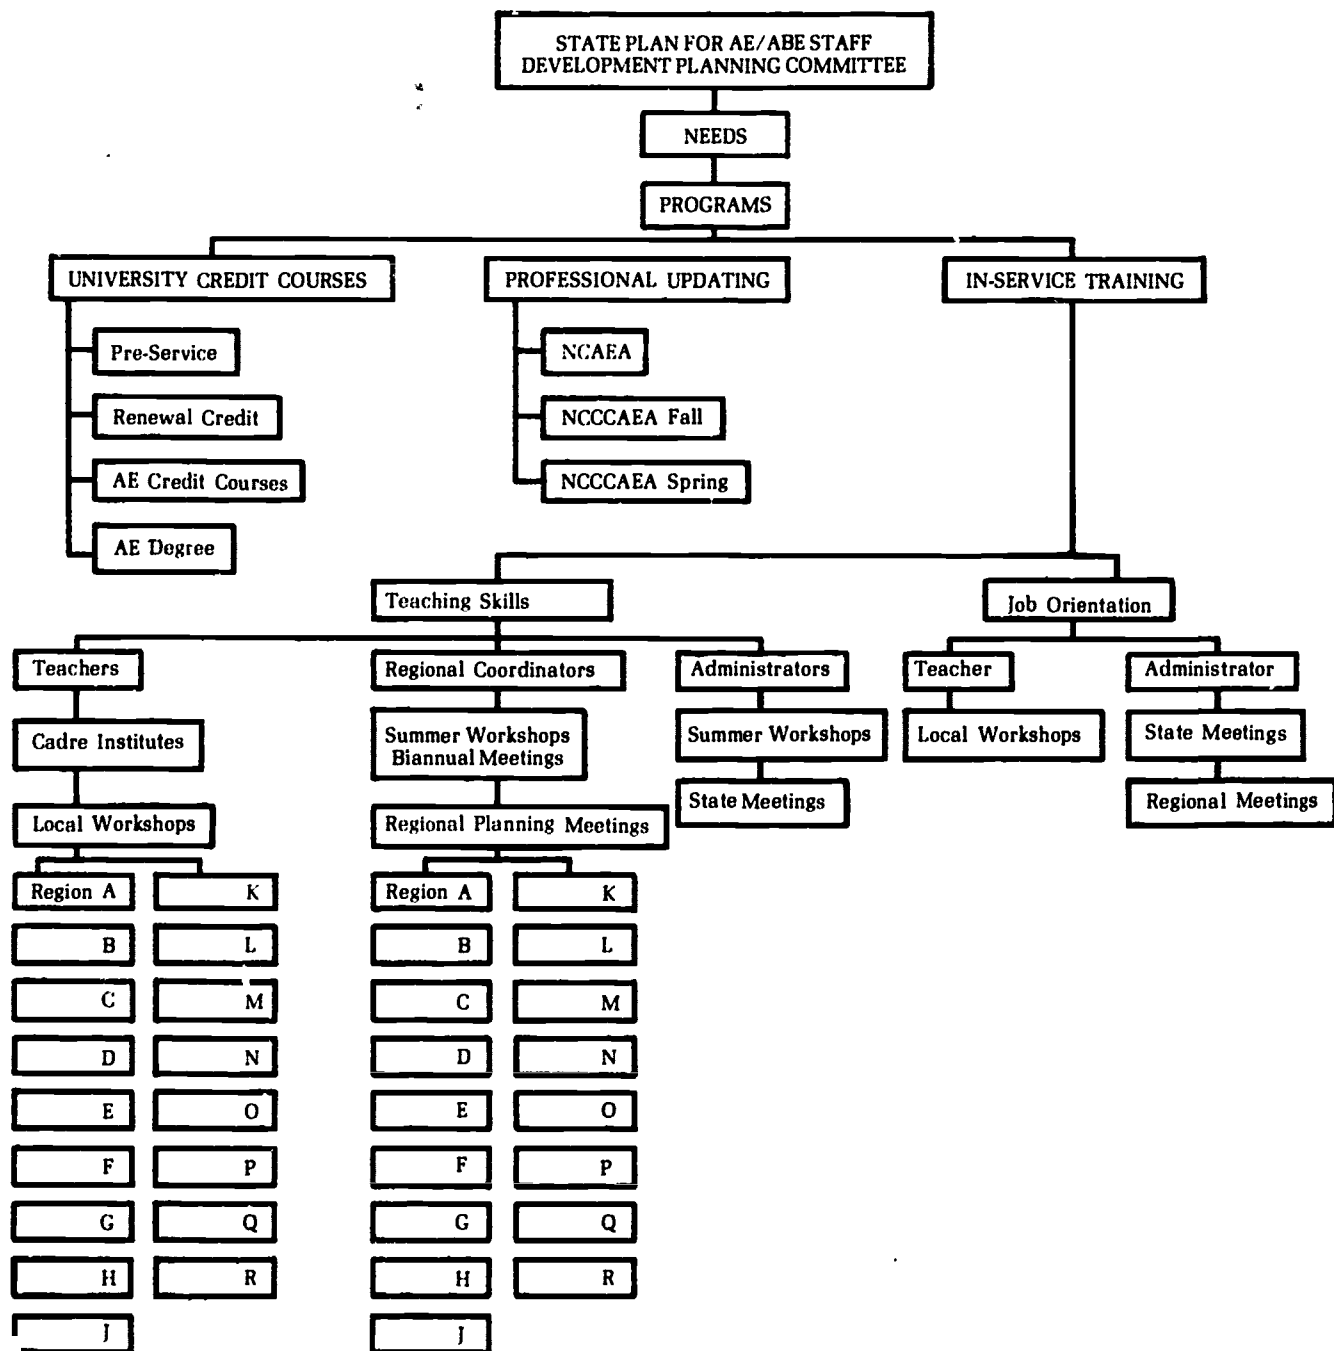 STATE PLAN FOR AE/ABE STAFF
DEVELOPMENT PLANNING COMMITTEE
NEEDS
PROGRAMS
UNIVERSITY CREDIT COURSES
Pre-Service
Renewal Credit
AE Credit Courses
AE Degree
PROFESSIONAL UPDATING
NCAEA
NCCCAEA Fall
NCCCAEA Spring
IN-SERVICE TRAINING
Teaching Skills
Teachers
Cadre Institutes
Local Workshops
Region A
B
C
D
E
F
G
H
J
K
L
M
N
O
P
Q
R
Regional Coordinators
Summer Workshops
Biannual Meetings
Regional Planning Meetings
Region A
B
C
D
E
F
G
H
J
K
L
M
N
O
P
Q
R
Administrators
Summer Workshops
State Meetings
Job Orientation
Teacher
Local Workshops
Administrator
State Meetings
Regional Meetings